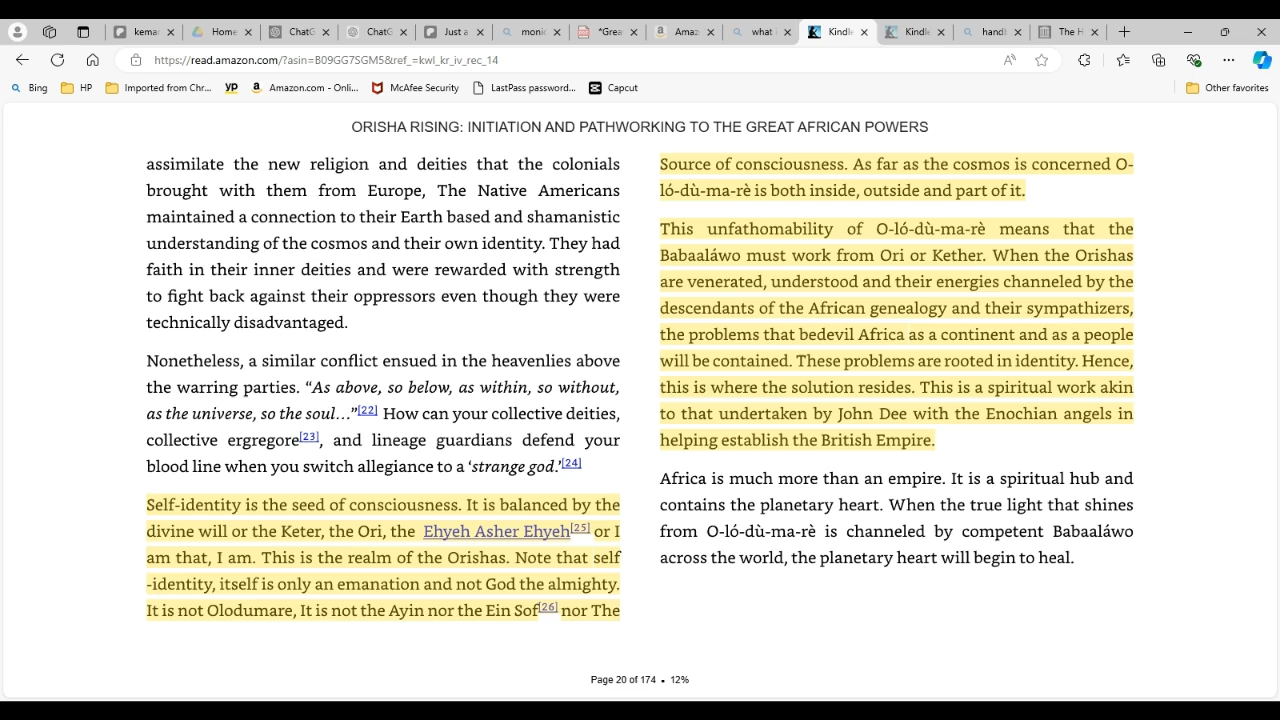 kema
Home
ChatG
ChatG
Just a
moni
*Grea
Amaz
what i
Kindl
Kindl
handl
The H
https://read.amazon.com/?asin=B09GG7SGM5&ref_=kwl_kr_iv_rec_14
Bing
HP
Imported from Chr...
yp
Amazon.com - Onli...
McAfee Security
LastPass password...
Capcut
Other favorites
ORISHA RISING: INITIATION AND PATHWORKING TO THE GREAT AFRICAN POWERS
assimilate the new religion and deities that the colonials
brought with them from Europe, The Native Americans
maintained a connection to their Earth based and shamanistic
understanding of the cosmos and their own identity. They had
faith in their inner deities and were rewarded with strength
to fight back against their oppressors even though they were
technically disadvantaged.
Nonetheless, a similar conflict ensued in the heavenlies above
the warring parties. "As above, so below, as within, so without,
as the universe, so the soul…"[22] How can your collective deities,
collective ergregore[23], and lineage guardians defend your
blood line when you switch allegiance to a 'strange god.'[24]
Self-identity is the seed of consciousness. It is balanced by the
divine will or the Keter, the Ori, the Ehyeh Asher Ehyeh[25] or I
am that, I am. This is the realm of the Orishas. Note that self
-identity, itself is only an emanation and not God the almighty.
It is not Olodumare, It is not the Ayin nor the Ein Sof[26] nor The
Source of consciousness. As far as the cosmos is concerned O-
ló-dù-ma-rè is both inside, outside and part of it.
This unfathomability of O-ló-dù-ma-rè means that the
Babaaláwo must work from Ori or Kether. When the Orishas
are venerated, understood and their energies channeled by the
descendants of the African genealogy and their sympathizers,
the problems that bedevil Africa as a continent and as a people
will be contained. These problems are rooted in identity. Hence,
this is where the solution resides. This is a spiritual work akin
to that undertaken by John Dee with the Enochian angels in
helping establish the British Empire.
Africa is much more than an empire. It is a spiritual hub and
contains the planetary heart. When the true light that shines
from O-ló-dù-ma-rè is channeled by competent Babaaláwo
across the world, the planetary heart will begin to heal.
Page 20 of 174 • 12%